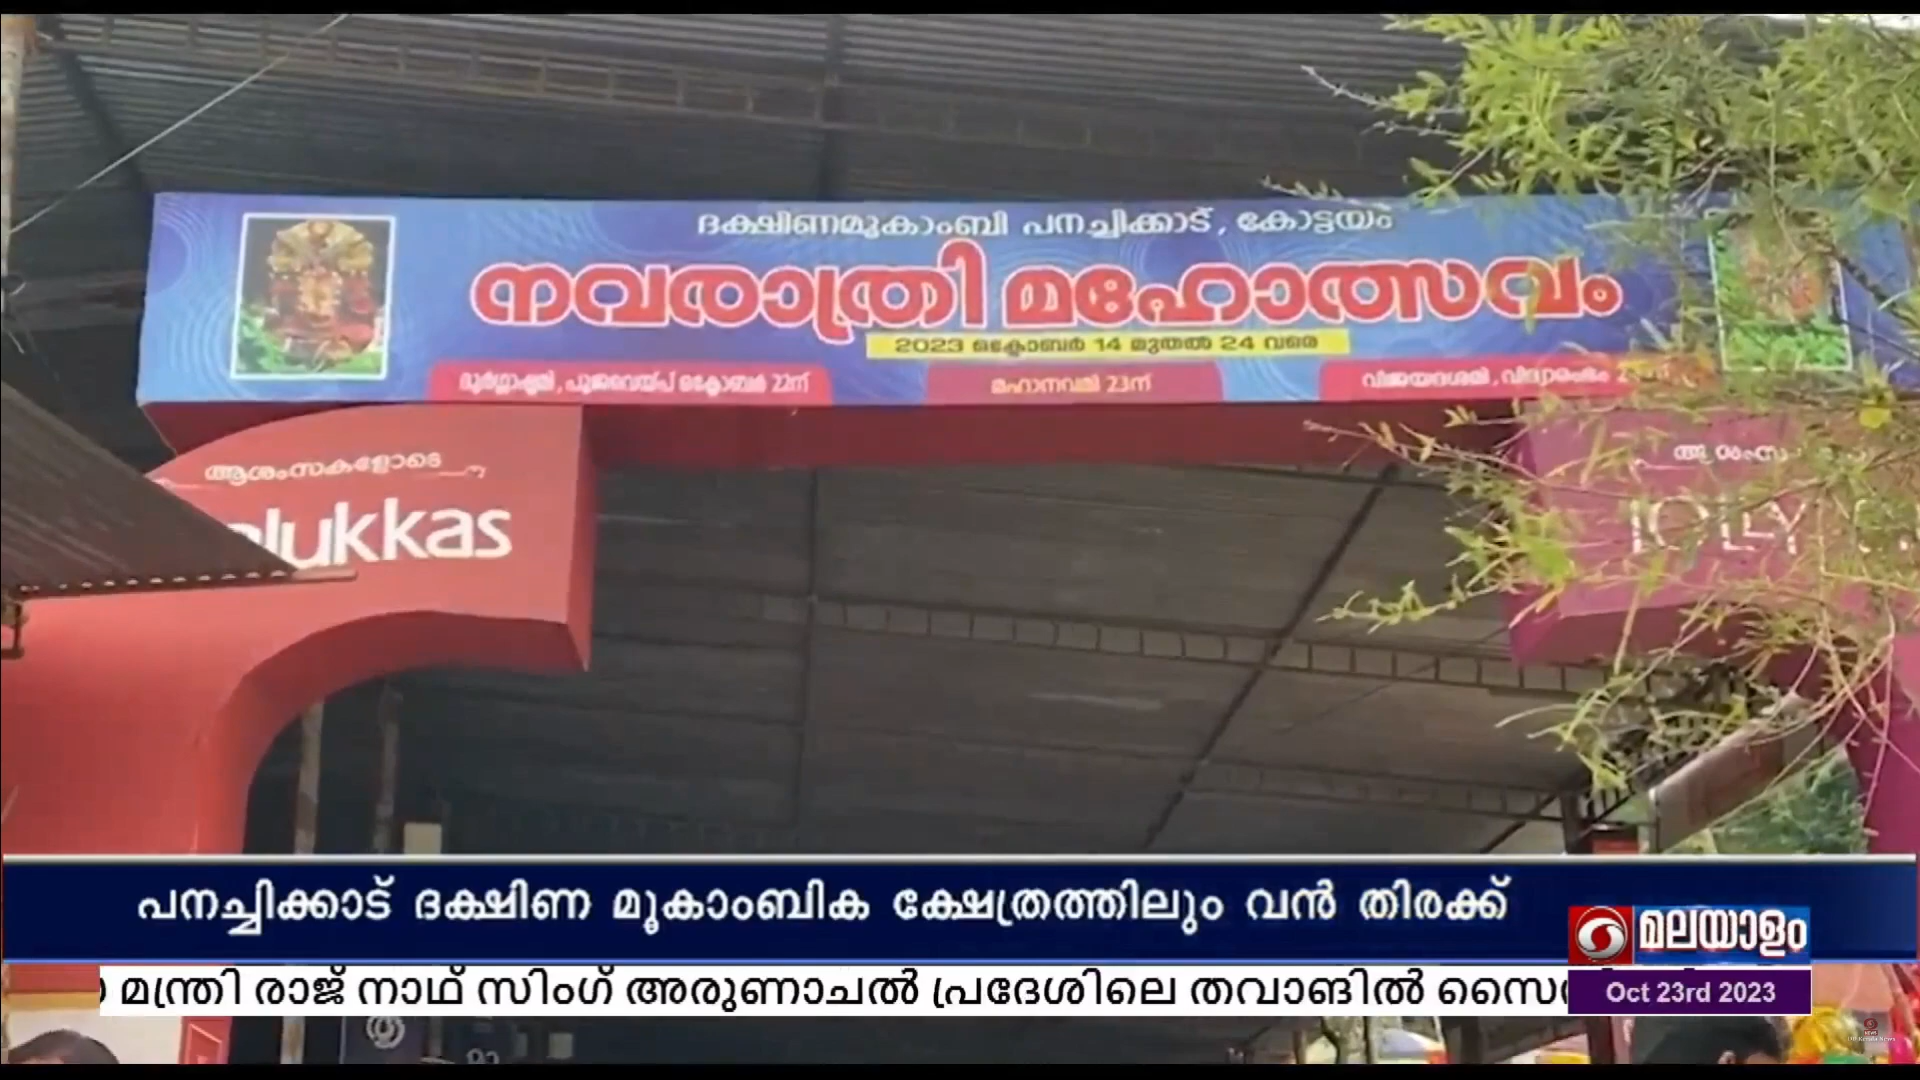 ദക്ഷിണമൂകാംബി പനച്ചിക്കാട്, കോട്ടയം
നവരാത്രി മഹോത്സവം
2023 ഒക്ടോബർ 14 മുതൽ 24 വരെ
ദുർഗ്ഗാഷ്ടമി, പൂജവെയ്പ് ഒക്ടോബർ 22ന്
മഹാനവമി 23ന്
വിജയദശമി, വിദ്യാരംഭം
ആശംസകളോടെ
lukkas
JOLLY
പനച്ചിക്കാട് ദക്ഷിണ മൂകാംബിക ക്ഷേത്രത്തിലും വൻ തിരക്ക്
മലയാളം
മന്ത്രി രാജ് നാഥ് സിംഗ് അരുണാചൽ പ്രദേശിലെ തവാങിൽ സൈ
Oct 23rd 2023